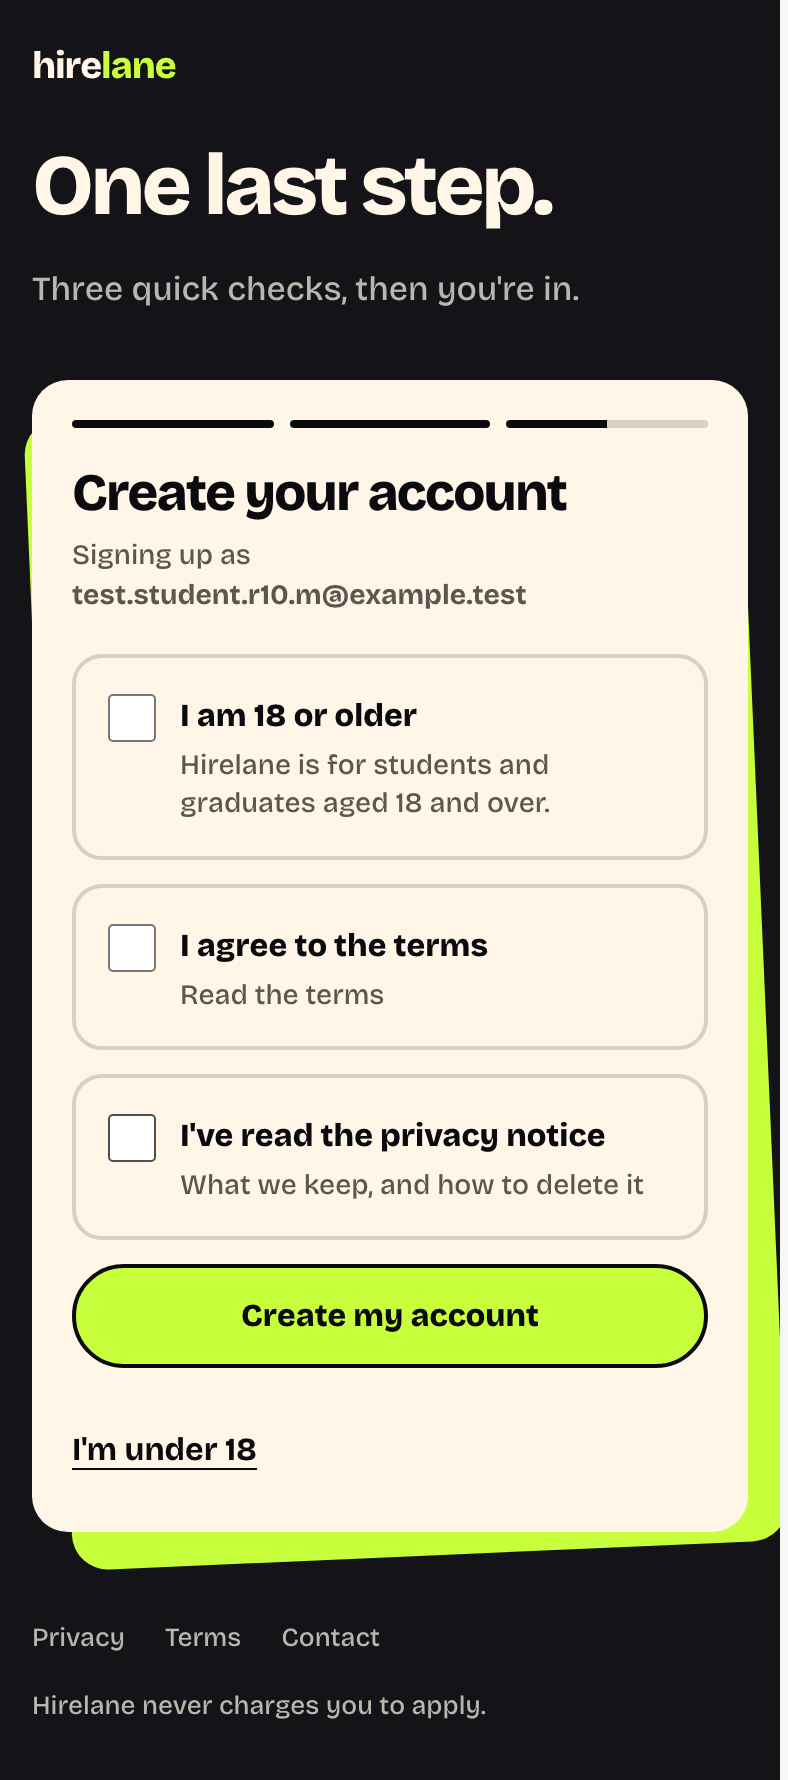 hirelane
One last step.
Three quick checks, then you're in.
Create your account
Signing up as
test.student.r10.m@example.test
I am 18 or older
Hirelane is for students and
graduates aged 18 and over.
I agree to the terms
Read the terms
I've read the privacy notice
What we keep, and how to delete it
Create my account
I'm under 18
Privacy Terms Contact
Hirelane never charges you to apply.